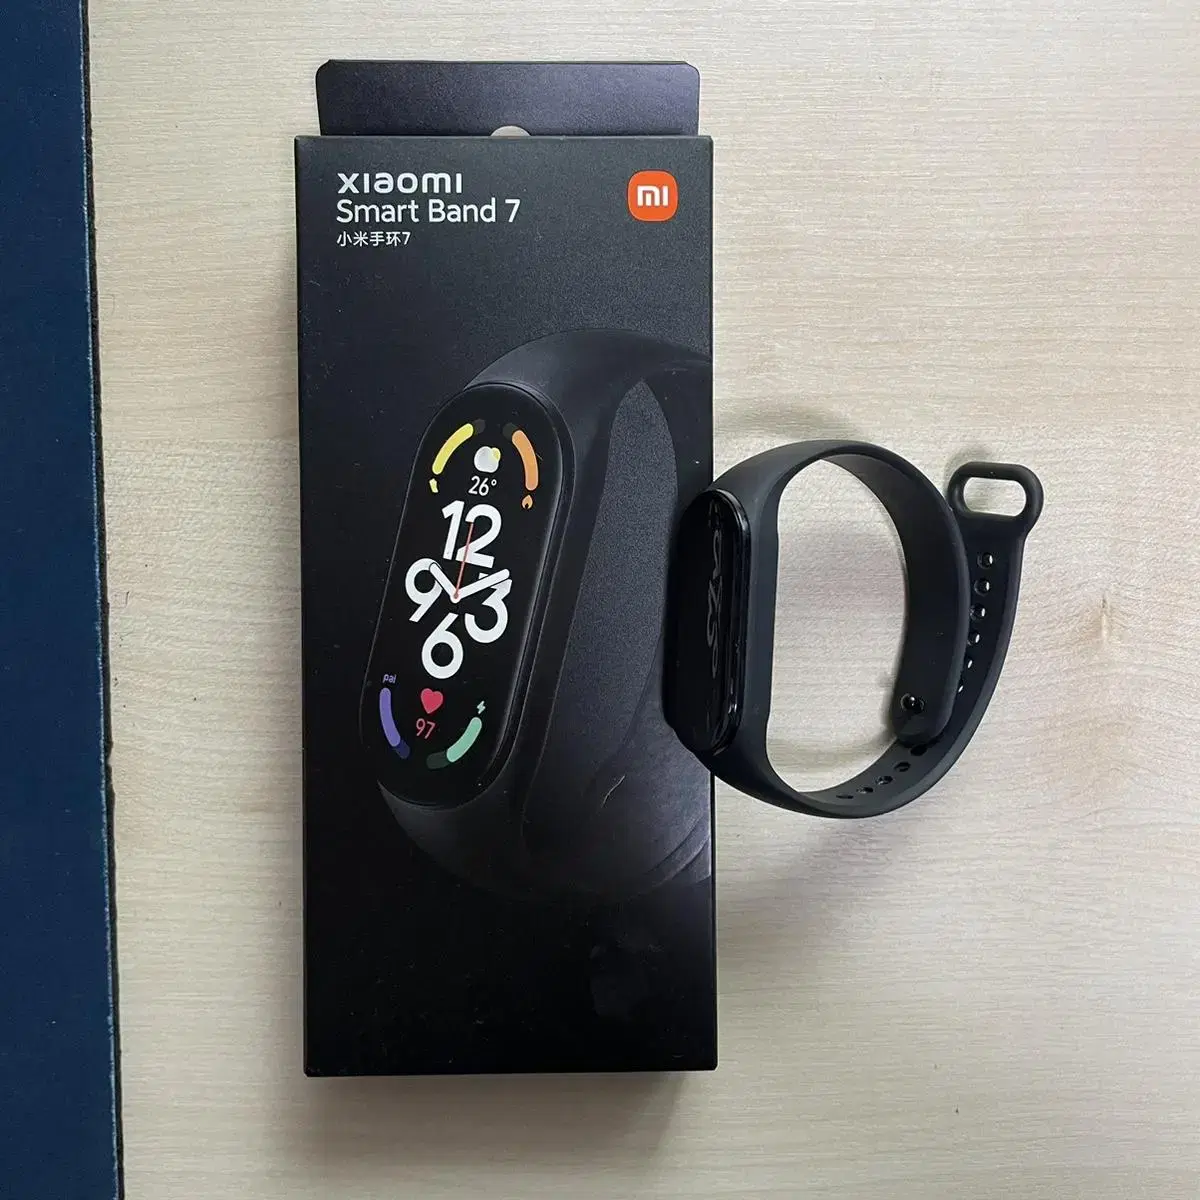 xiaomi
Smart Band 7
小米手环7
mi
26°
12
9
3
6
pai
97